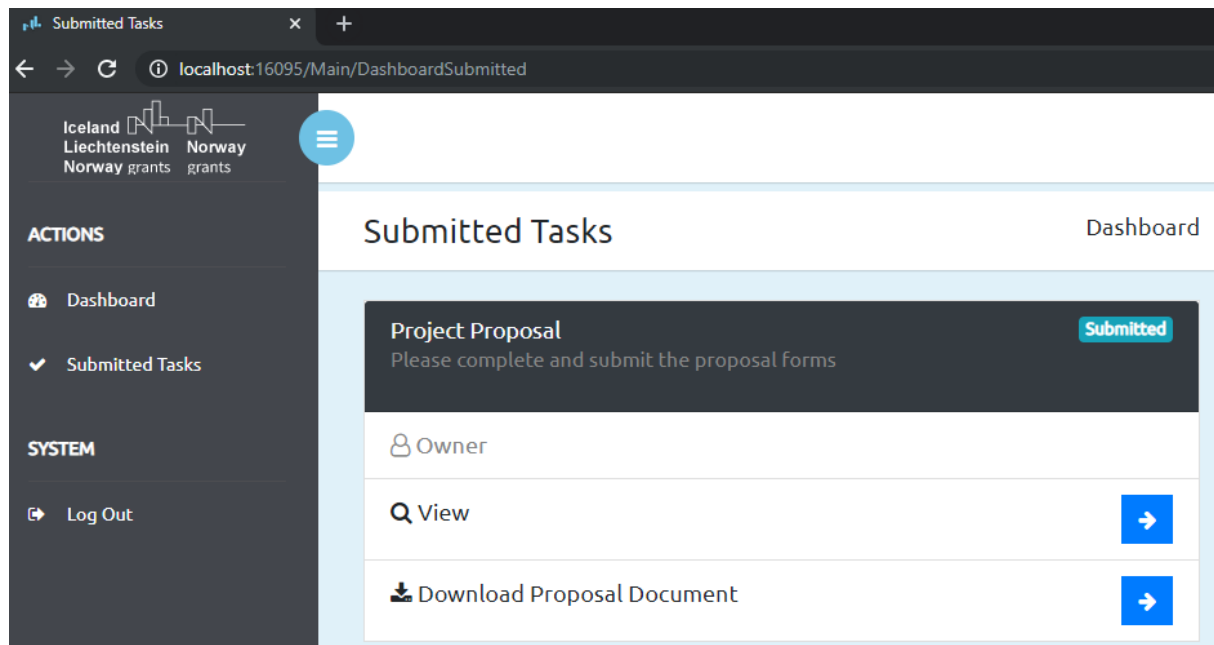 Submitted Tasks
localhost:16095/Main/DashboardSubmitted
Iceland
Liechtenstein Norway
Norway grants grants
ACTIONS
Dashboard
Submitted Tasks
SYSTEM
Log Out
Submitted Tasks
Dashboard
Project Proposal
Submitted
Please complete and submit the proposal forms
Owner
View
Download Proposal Document